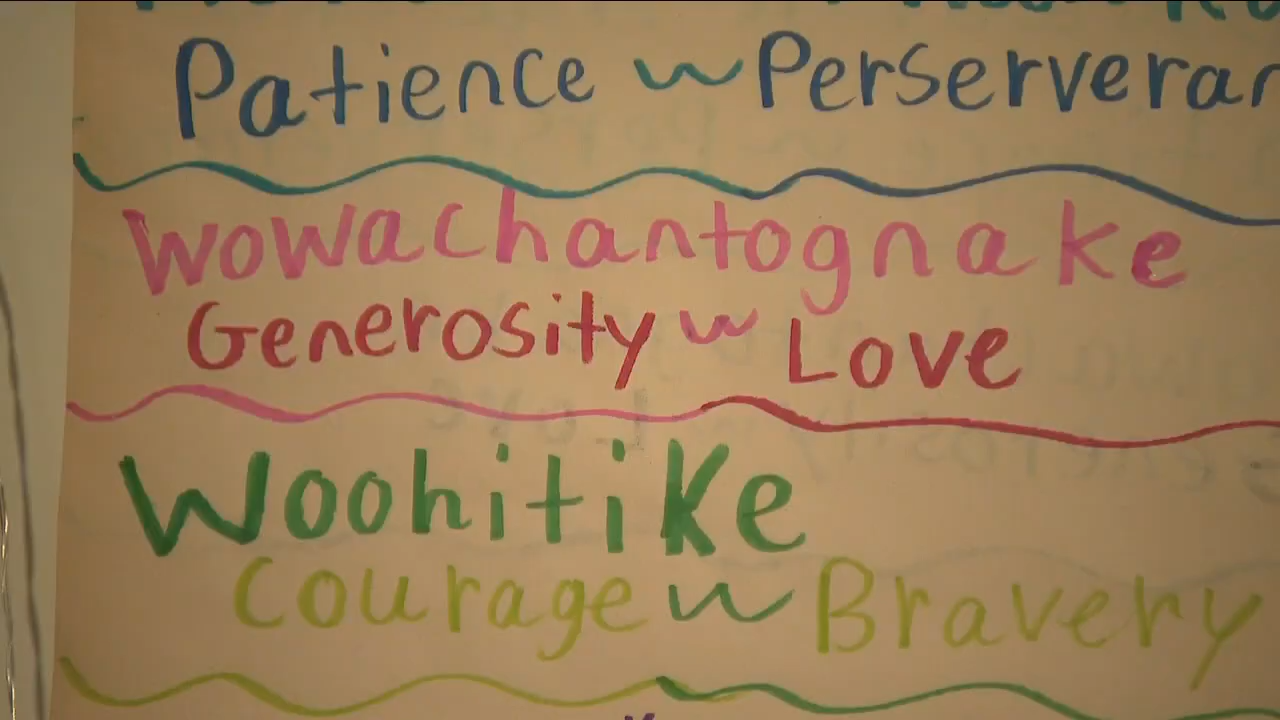 Patience ~ Perserveran
Wowachantognake
Generosity ~ Love
Woohitike
Courage ~ Bravery